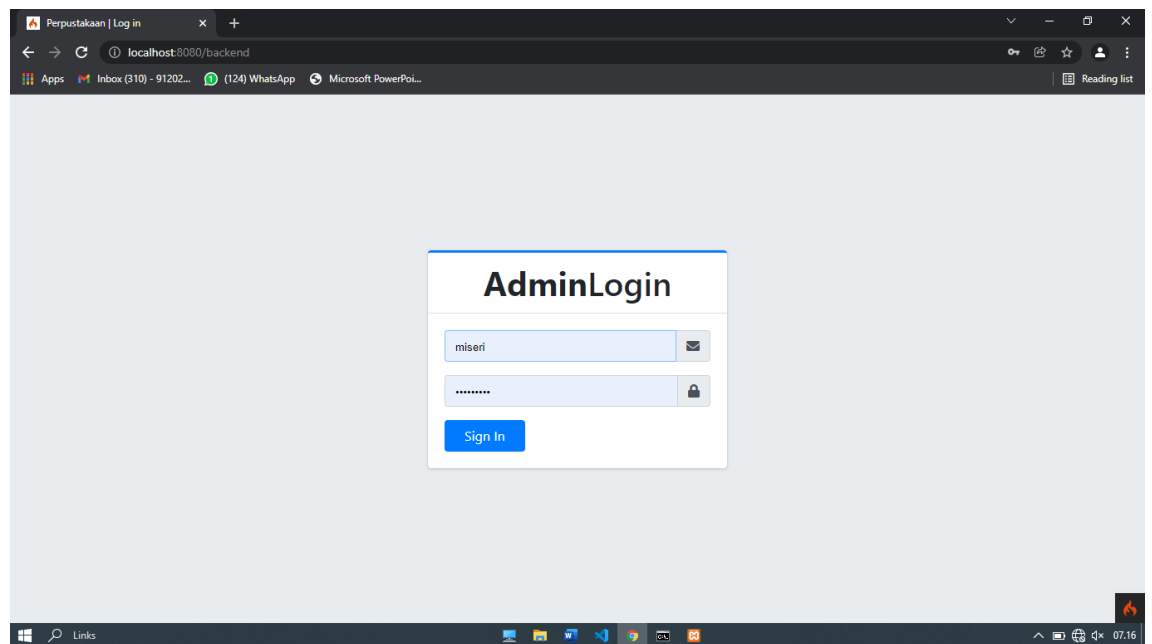 Perpustakaan | Log in
localhost:8080/backend
Apps Inbox (310) - 91202... (124) WhatsApp Microsoft PowerPoi... Reading list
AdminLogin
miseri
•••••••••
Sign In
Links 07.16